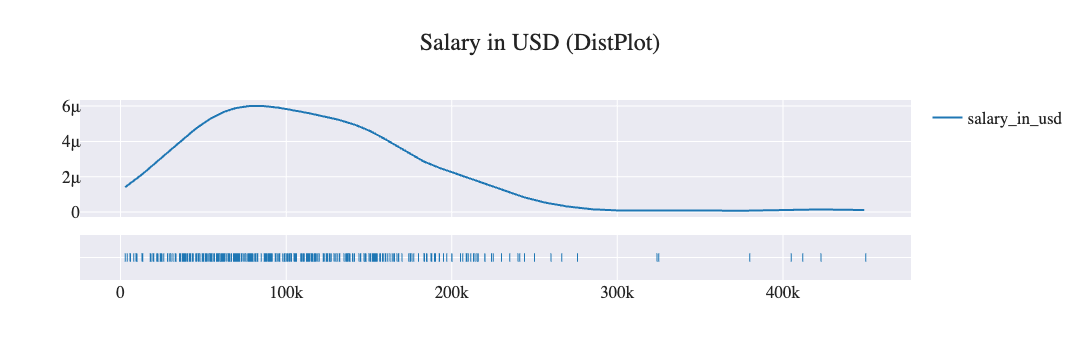 Salary in USD (DistPlot)
6μ
4μ
2μ
0
salary_in_usd
0 100k 200k 300k 400k